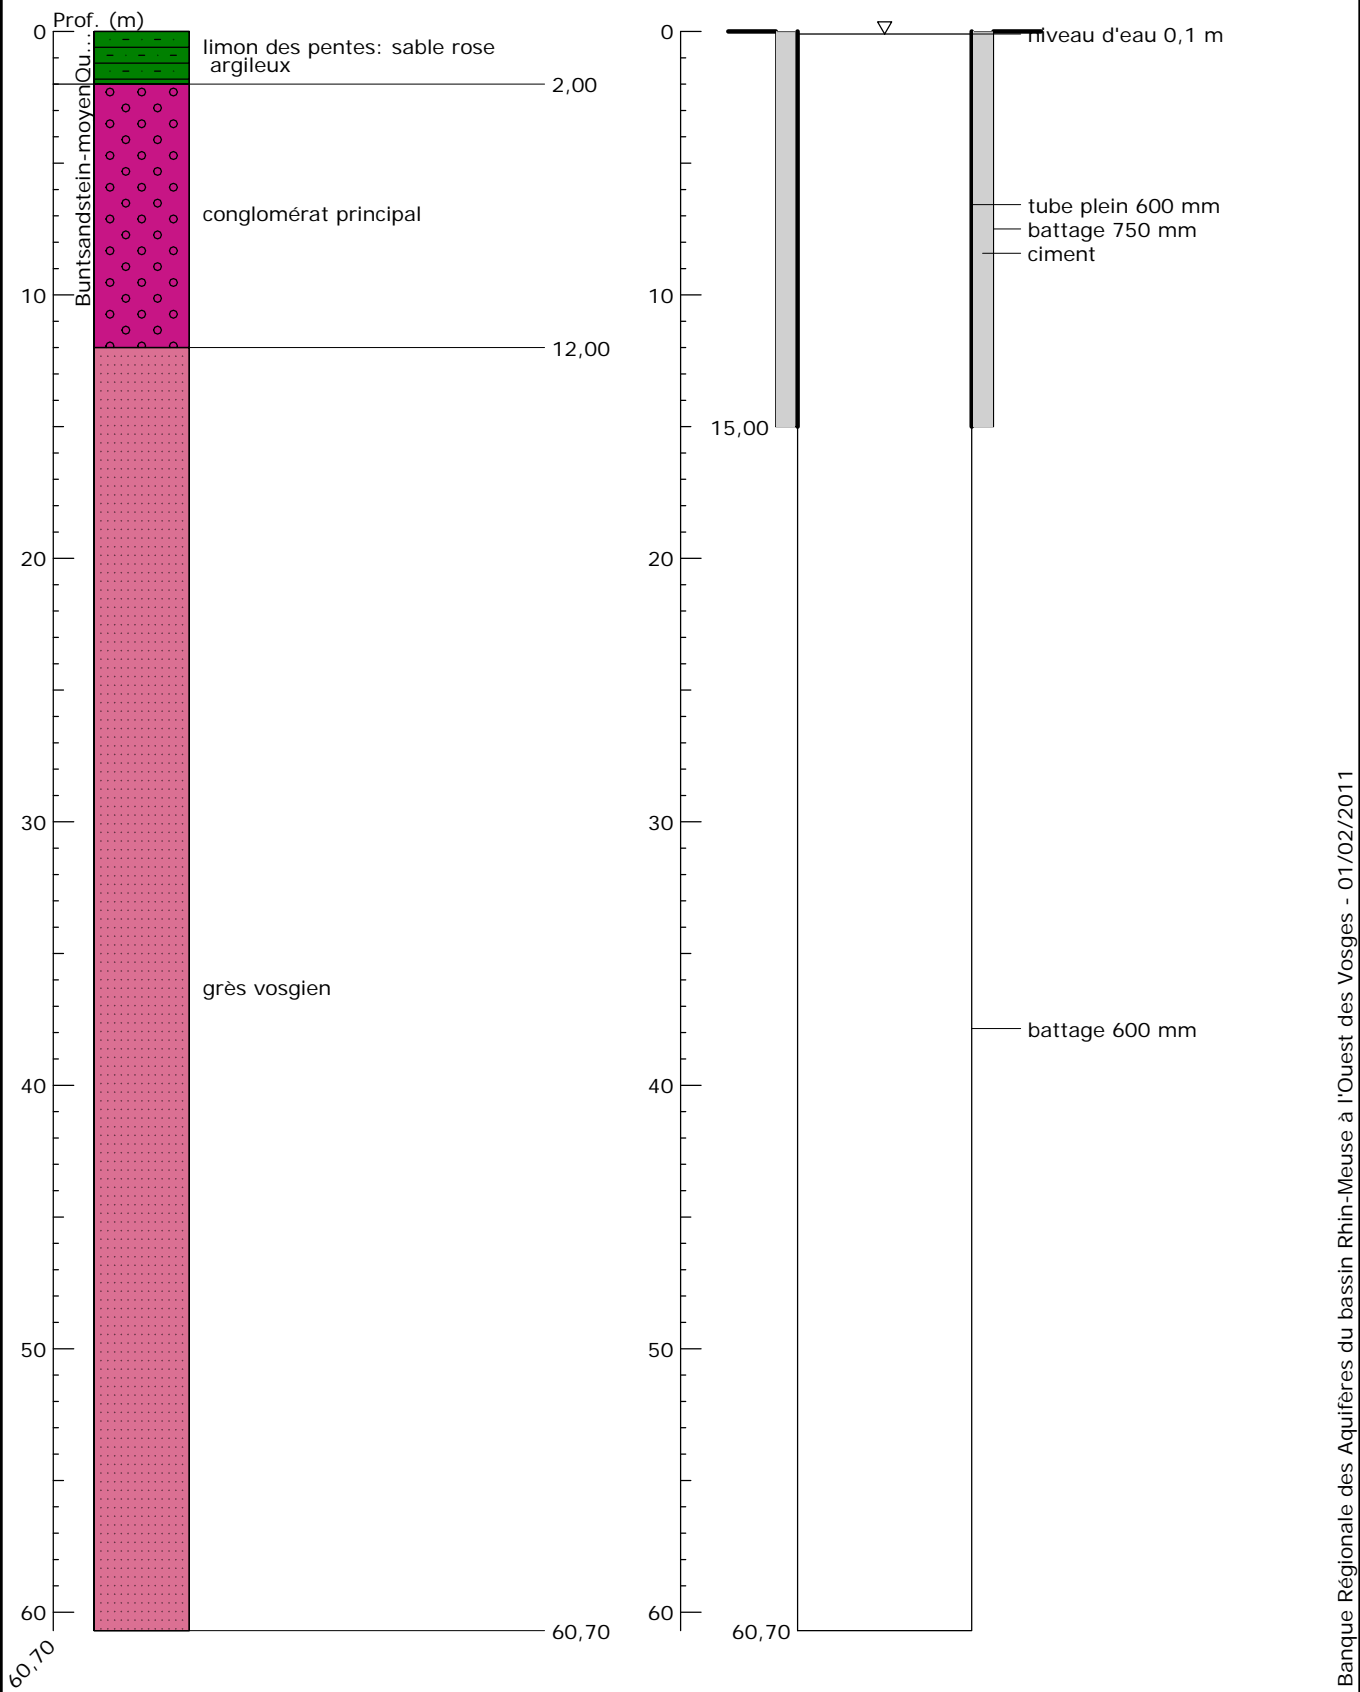 Prof. (m)
0
10
20
30
40
50
60
60,70
Qu...
Buntsandstein-moyen
limon des pentes: sable rose
argileux
2,00
conglomérat principal
12,00
grès vosgien
60,70
0
10
20
30
40
50
60
niveau d'eau 0,1 m
tube plein 600 mm
battage 750 mm
ciment
15,00
battage 600 mm
60,70
Banque Régionale des Aquifères du bassin Rhin-Meuse à l'Ouest des Vosges - 01/02/2011